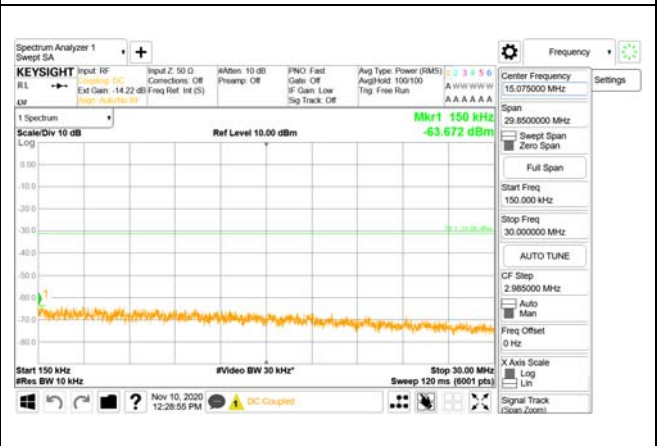 Spectrum Analyzer 1
Swept SA
Frequency
KEYSIGHT
RL
Input: RF
Coupling: DC
Ext Gain: -14.22 dB
Align: Auto/No RF
Input Z: 50 Ω
Corrections: Off
Freq Ref: Int (S)
#Atten: 10 dB
Preamp: Off
PNO: Fast
Gate: Off
IF Gain: Low
Sig Track: Off
Avg Type: Power (RMS)
Avg|Hold: 100/100
Trig: Free Run
1 2 3 4 5 6
A W W W W W
A A A A A A
1 Spectrum
Scale/Div 10 dB
Ref Level 10.00 dBm
Mkr1 150 kHz
-63.672 dBm
Log
0.00
-10.0
-20.0
-30.0
-40.0
-50.0
-60.0
-70.0
-80.0
1
Start 150 kHz
#Res BW 10 kHz
#Video BW 30 kHz*
Stop 30.00 MHz
Sweep 120 ms (6001 pts)
Nov 10, 2020
12:28:55 PM
DC Coupled
Settings
Center Frequency
15.075000 MHz
Span
29.8500000 MHz
Swept Span
Zero Span
Full Span
Start Freq
150.000 kHz
Stop Freq
30.000000 MHz
AUTO TUNE
CF Step
2.985000 MHz
Auto
Man
Freq Offset
0 Hz
X Axis Scale
Log
Lin
Signal Track
(Span Zoom)